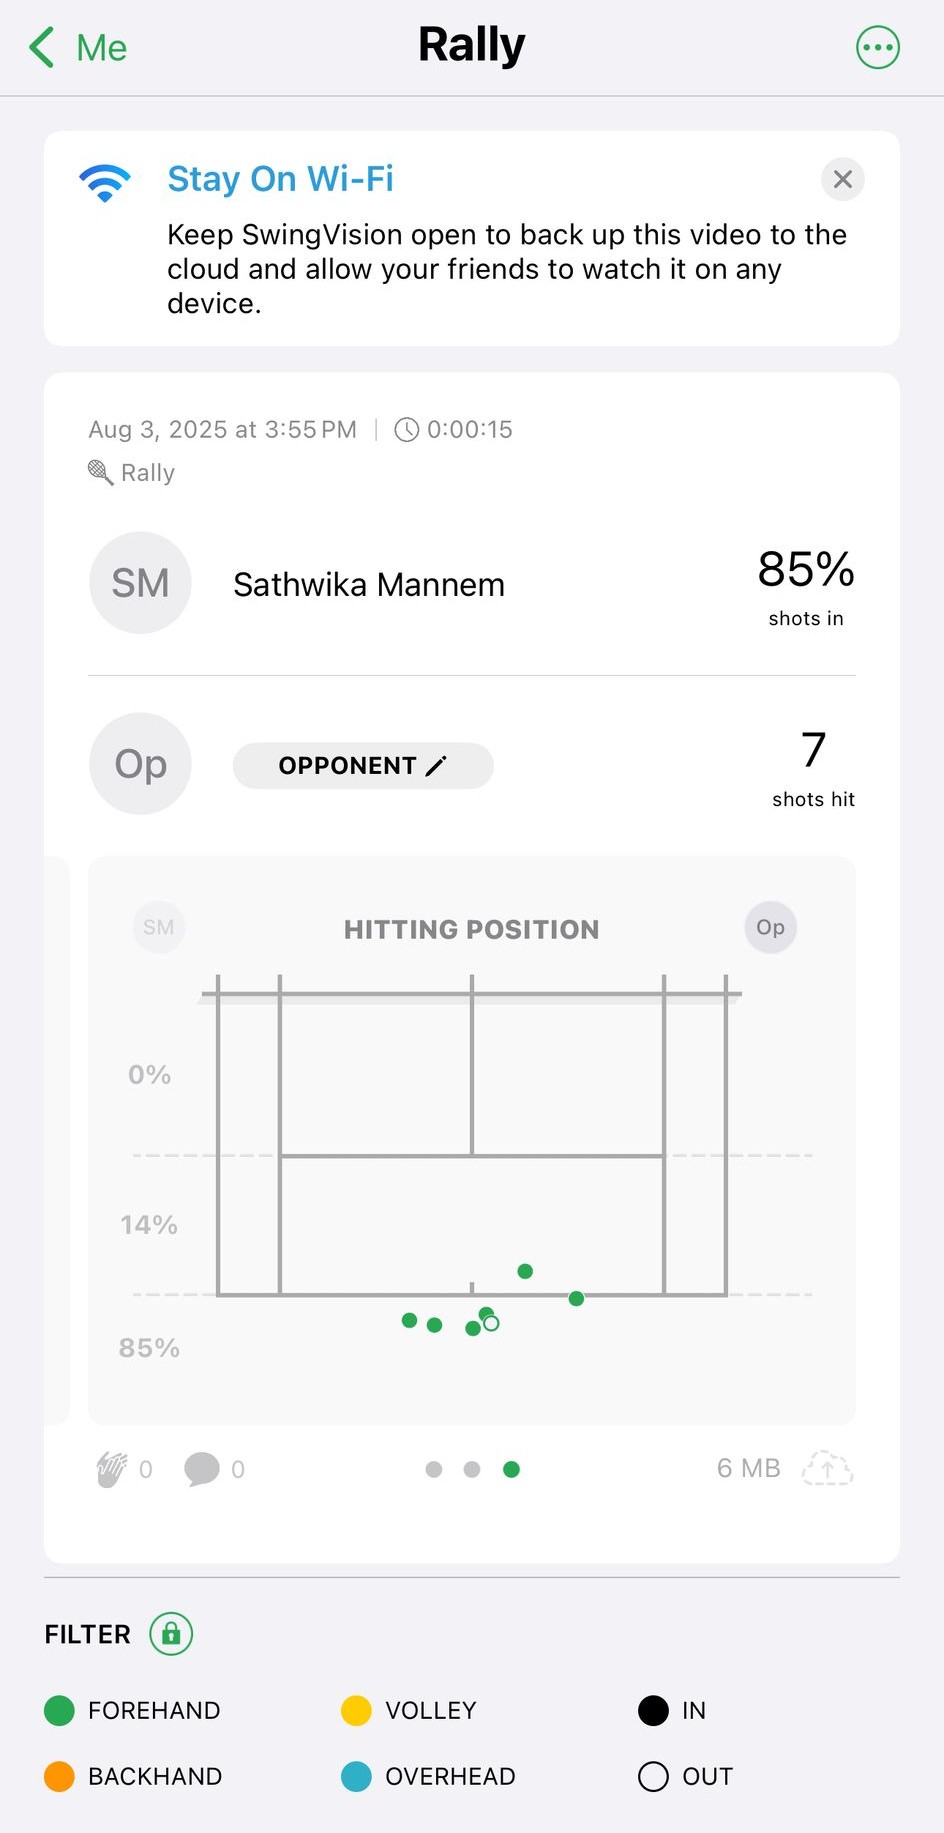 Me
Rally
Stay On Wi-Fi
Keep SwingVision open to back up this video to the
cloud and allow your friends to watch it on any
device.
Aug 3, 2025 at 3:55 PM | 0:00:15
Rally
SM
Sathwika Mannem
85%
shots in
Op
OPPONENT
7
shots hit
SM
HITTING POSITION
Op
0%
14%
85%
0
0
6 MB
FILTER
FOREHAND
VOLLEY
IN
BACKHAND
OVERHEAD
OUT